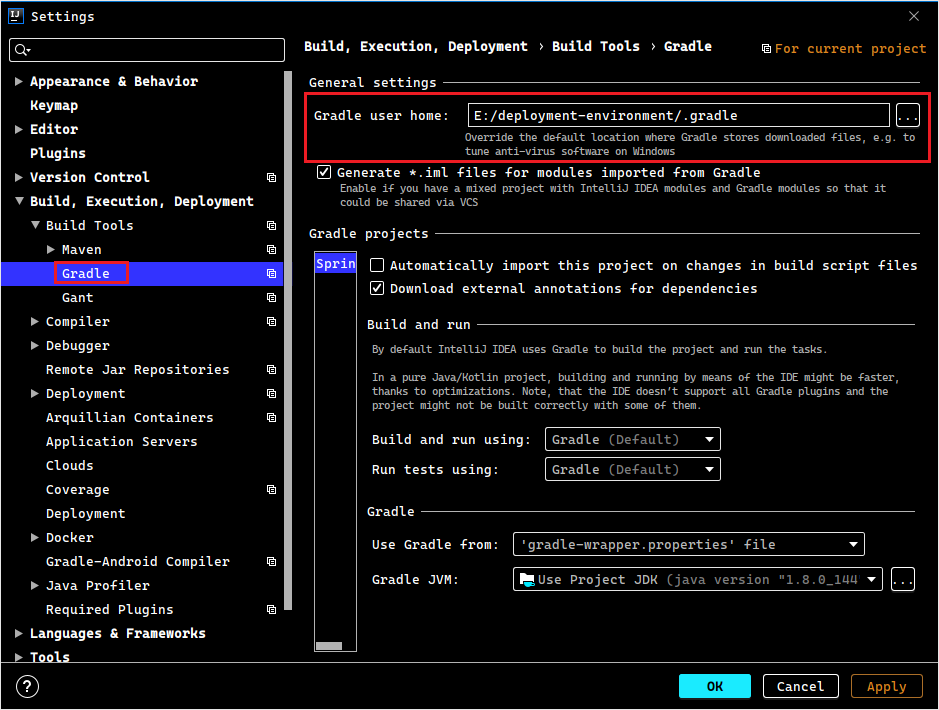 IJ Settings
Build, Execution, Deployment › Build Tools › Gradle
For current project
Appearance & Behavior
Keymap
Editor
Plugins
Version Control
Build, Execution, Deployment
Build Tools
Maven
Gradle
Gant
Compiler
Debugger
Remote Jar Repositories
Deployment
Arquillian Containers
Application Servers
Clouds
Coverage
Deployment
Docker
Gradle-Android Compiler
Java Profiler
Required Plugins
Languages & Frameworks
Tools
General settings
Gradle user home: E:/deployment-environment/.gradle ...
Override the default location where Gradle stores downloaded files, e.g. to
tune anti-virus software on Windows
Generate *.iml files for modules imported from Gradle
Enable if you have a mixed project with IntelliJ IDEA modules and Gradle modules so that it
could be shared via VCS
Gradle projects
Sprin
Automatically import this project on changes in build script files
Download external annotations for dependencies
Build and run
By default IntelliJ IDEA uses Gradle to build the project and run the tasks.
In a pure Java/Kotlin project, building and running by means of the IDE might be faster,
thanks to optimizations. Note, that the IDE doesn't support all Gradle plugins and the
project might not be built correctly with some of them.
Build and run using: Gradle (Default)
Run tests using: Gradle (Default)
Gradle
Use Gradle from: 'gradle-wrapper.properties' file
Gradle JVM: Use Project JDK (java version "1.8.0_144 ...
? OK Cancel Apply